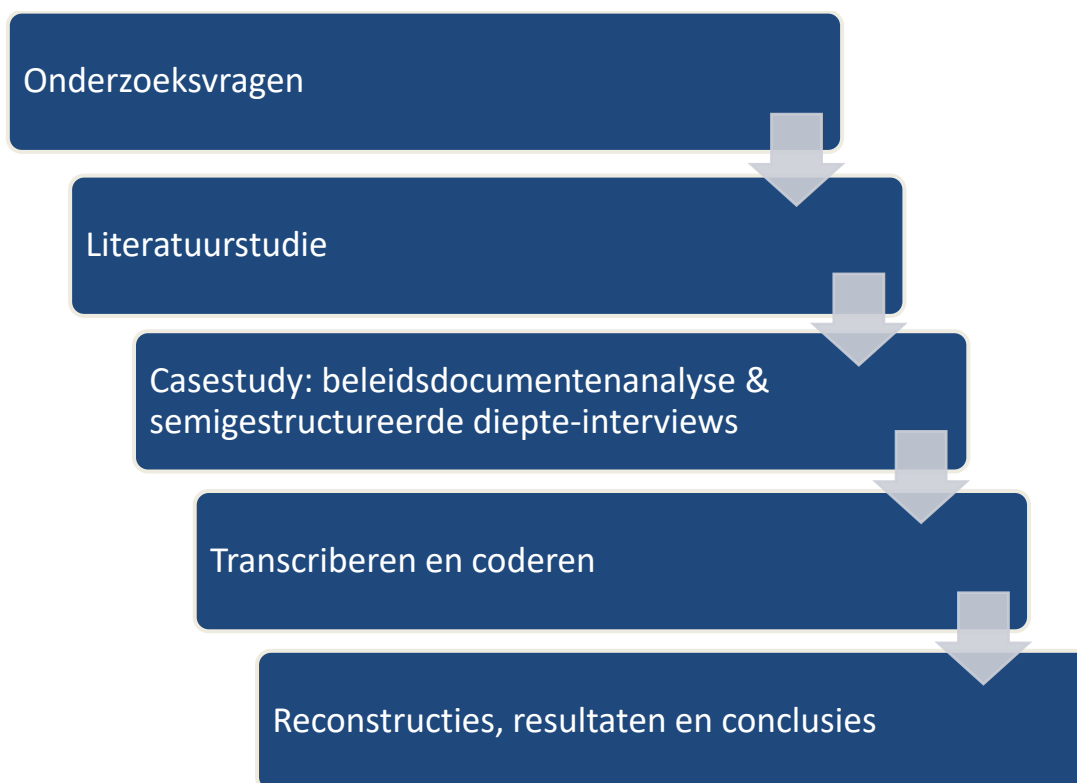 Onderzoeksvragen
Literatuurstudie
Casestudy: beleidsdocumentenanalyse &
semigestructureerde diepte-interviews
Transcriberen en coderen
Reconstructies, resultaten en conclusies